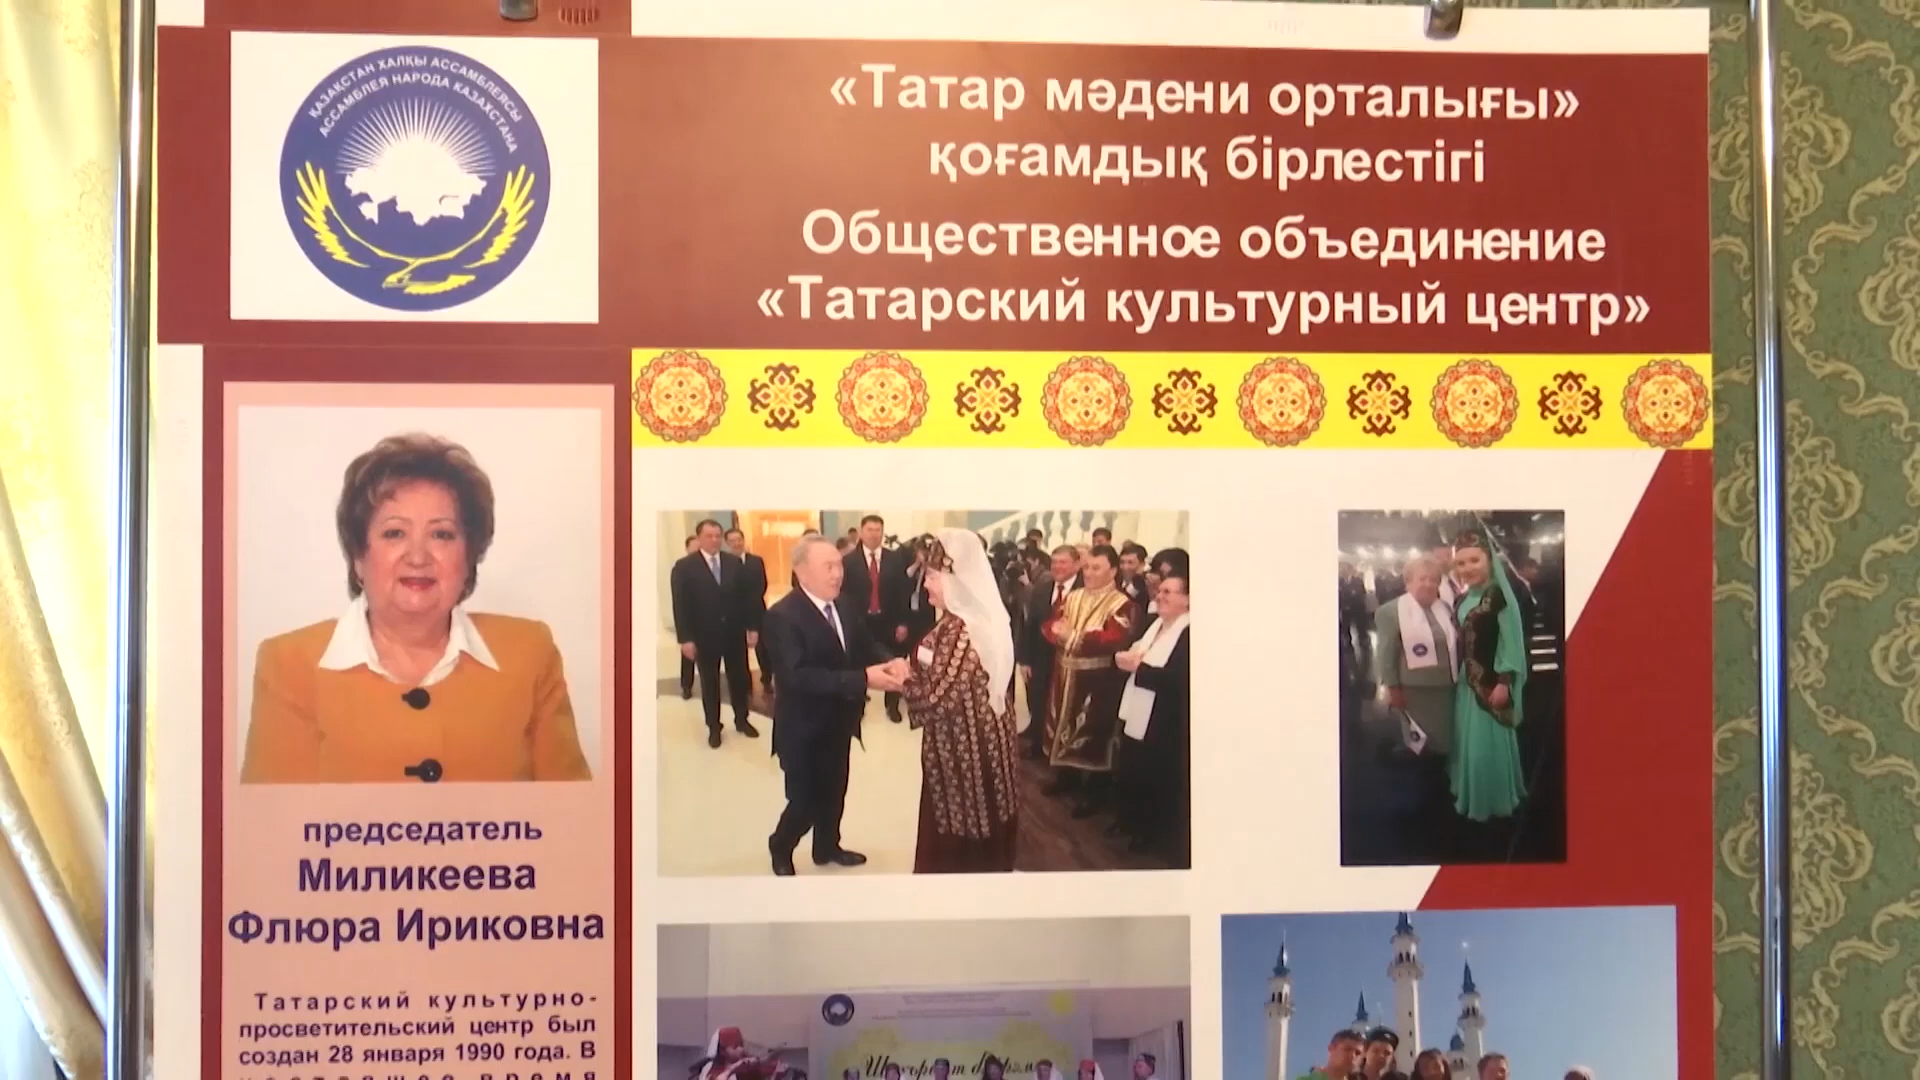 ҚАЗАҚСТАН ХАЛҚЫ АССАМБЛЕЯСЫ
АССАМБЛЕЯ НАРОДА КАЗАХСТАНА
«Татар мәдени орталығы»
қоғамдық бірлестігі
Общественное объединение
«Татарский культурный центр»
председатель
Миликеева
Флюра Ириковна
Татарский культурно-
просветительский центр был
создан 28 января 1990 года. В